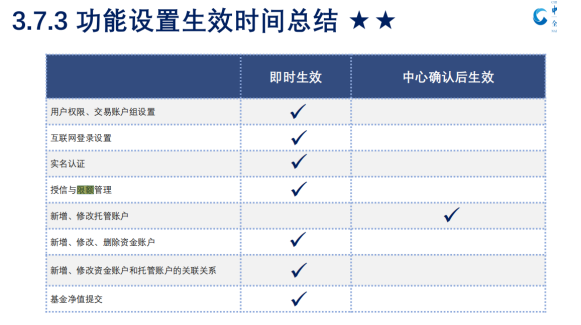 3.7.3 功能设置生效时间总结 ★ ★
中
全
即时生效 中心确认后生效
用户权限、交易账户组设置 ✓
互联网登录设置 ✓
实名认证 ✓
授信与限额管理 ✓
新增、修改托管账户 ✓
新增、修改、删除资金账户 ✓
新增、修改资金账户和托管账户的关联关系 ✓
基金净值提交 ✓